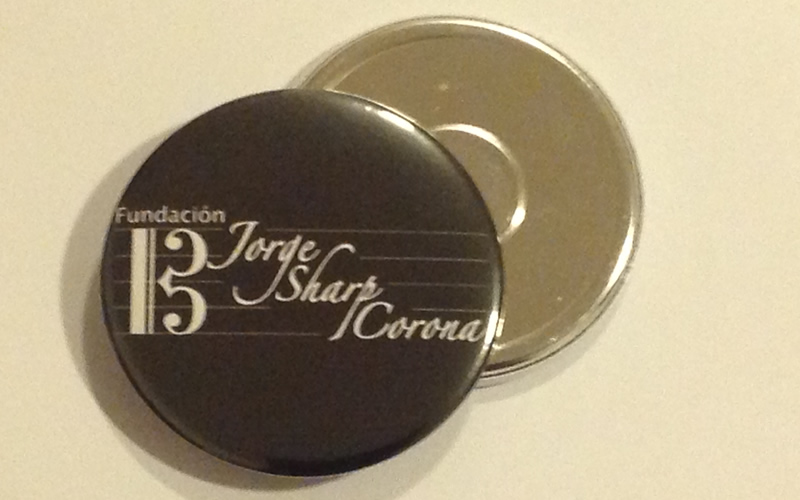 Fundación
Jorge
Sharp
Corona